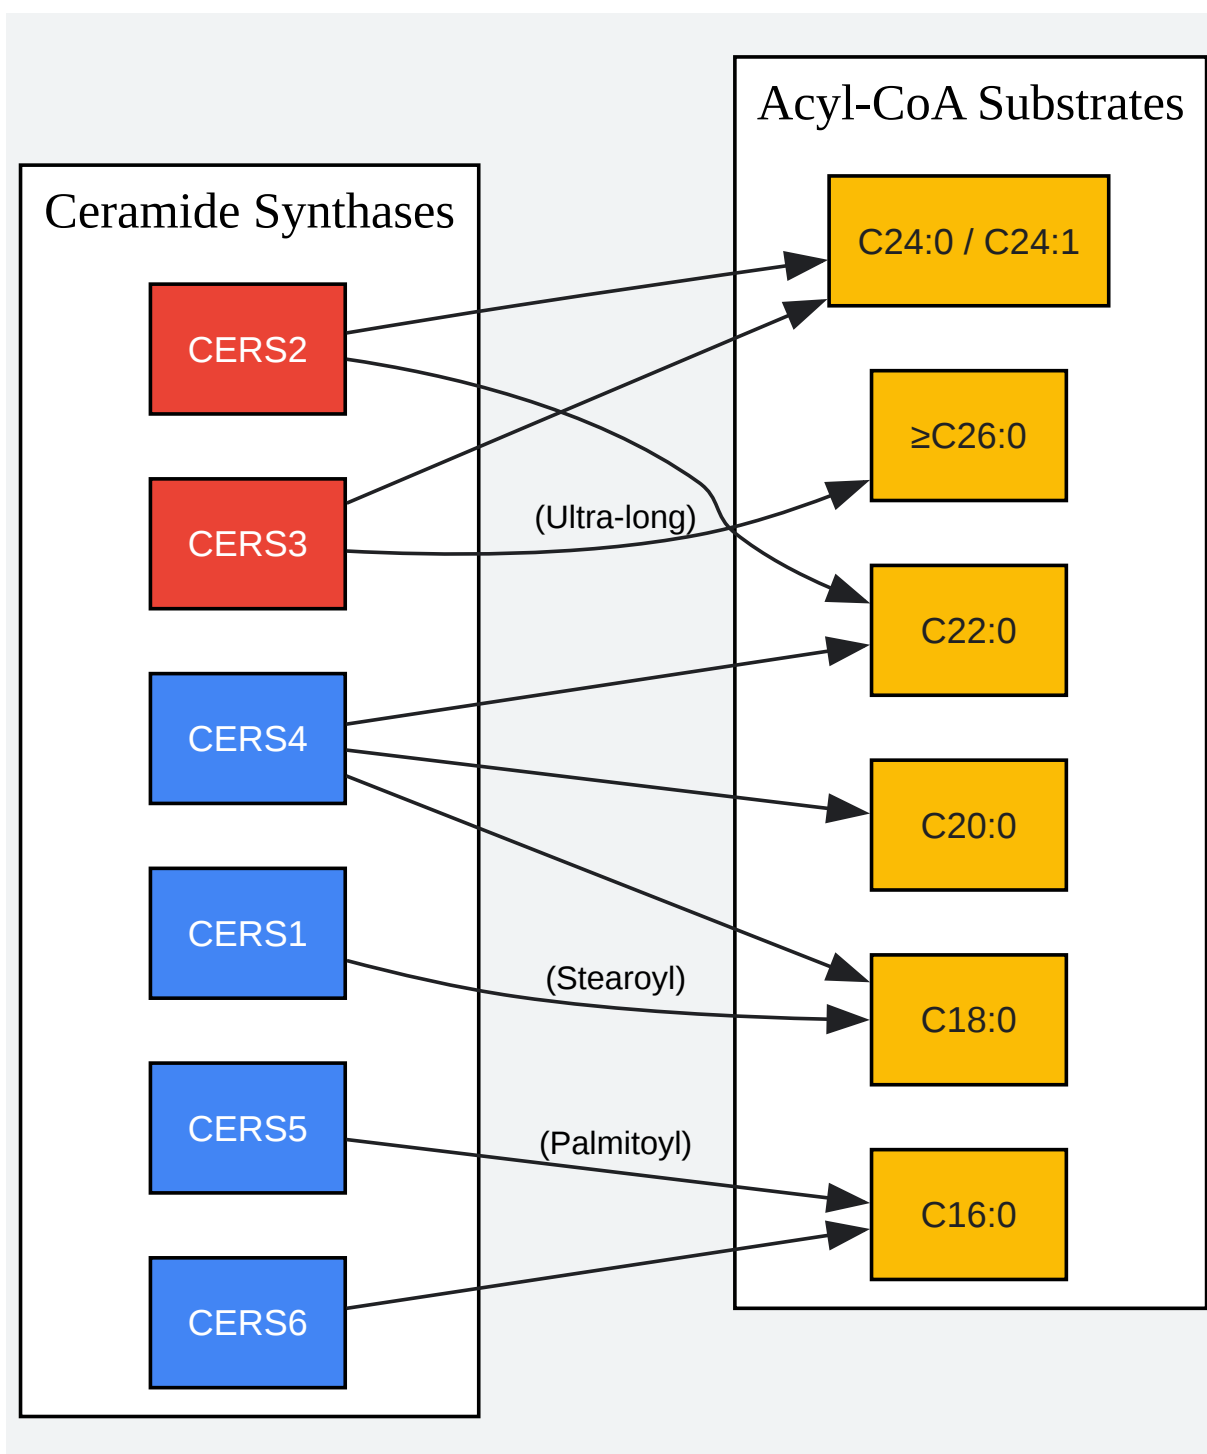 Acyl-CoA Substrates
Ceramide Synthases
C24:0 / C24:1
CERS2
≥C26:0
(Ultra-long)
CERS3
C22:0
CERS4
C20:0
CERS1
(Stearoyl)
C18:0
CERS5
(Palmitoyl)
C16:0
CERS6